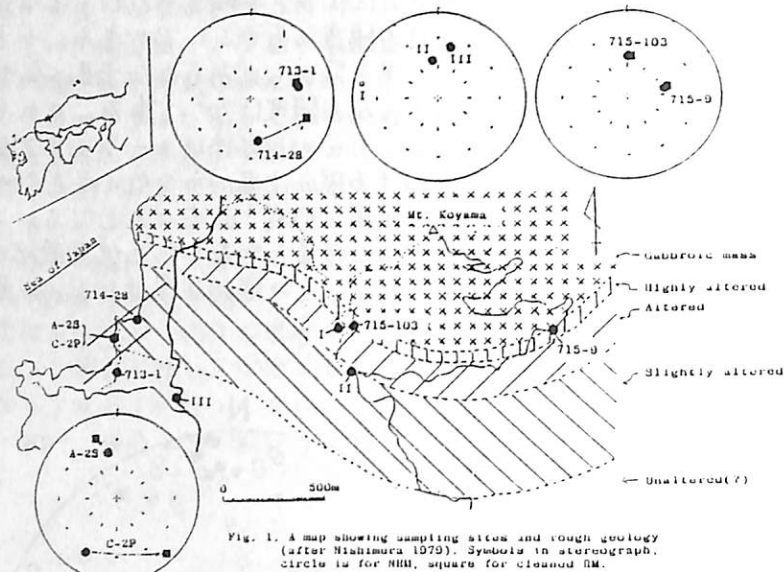 713-1
714-2S
II
III
I
715-103
715-9
Sea of Japan
Mt. Koyama
Gabbroic mass
Highly altered
Altered
Slightly altered
Unaltered(?)
714-2S
A-2S
C-2P
713-1
III
I
715-103
II
715-9
A-2S
C-2P
0
500m
Fig. 1. A map showing sampling sites and rough geology
(after Nishimura 1979). Symbols in stereograph,
circle is for NRM, square for cleaned RM.